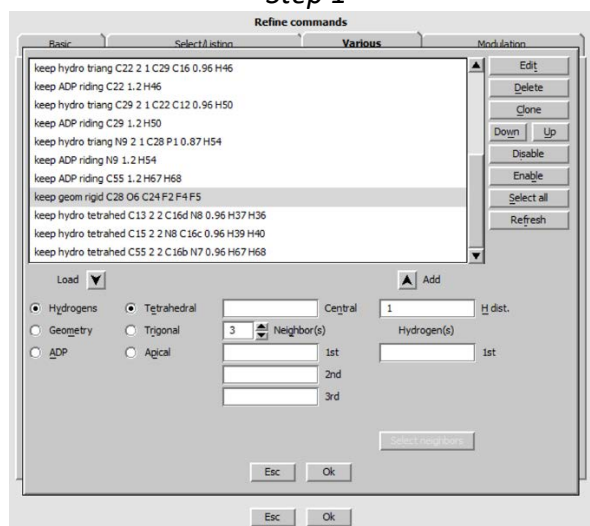 Step 1
Refine commands
Basic Select/Listing Various Modulation
keep hydro triang C22 2 1 C29 C16 0.96 H46
keep ADP riding C22 1.2 H46
keep hydro triang C29 2 1 C22 C12 0.96 H50
keep ADP riding C29 1.2 H50
keep hydro triang N9 2 1 C28 P1 0.87 H54
keep ADP riding N9 1.2 H54
keep ADP riding C55 1.2 H67 H68
keep geom rigid C28 O6 C24 F2 F4 F5
keep hydro tetrahed C13 2 2 C16d N8 0.96 H37 H36
keep hydro tetrahed C15 2 2 N8 C16c 0.96 H39 H40
keep hydro tetrahed C55 2 2 C16b N7 0.96 H67 H68
Edit
Delete
Clone
Down Up
Disable
Enable
Select all
Refresh
Load Add
Hydrogens Tetrahedral Central 1 H dist.
Geometry Trigonal 3 Neighbor(s) Hydrogen(s)
ADP Apical 1st 1st
2nd
3rd
Select neighbors
Esc Ok
Esc Ok